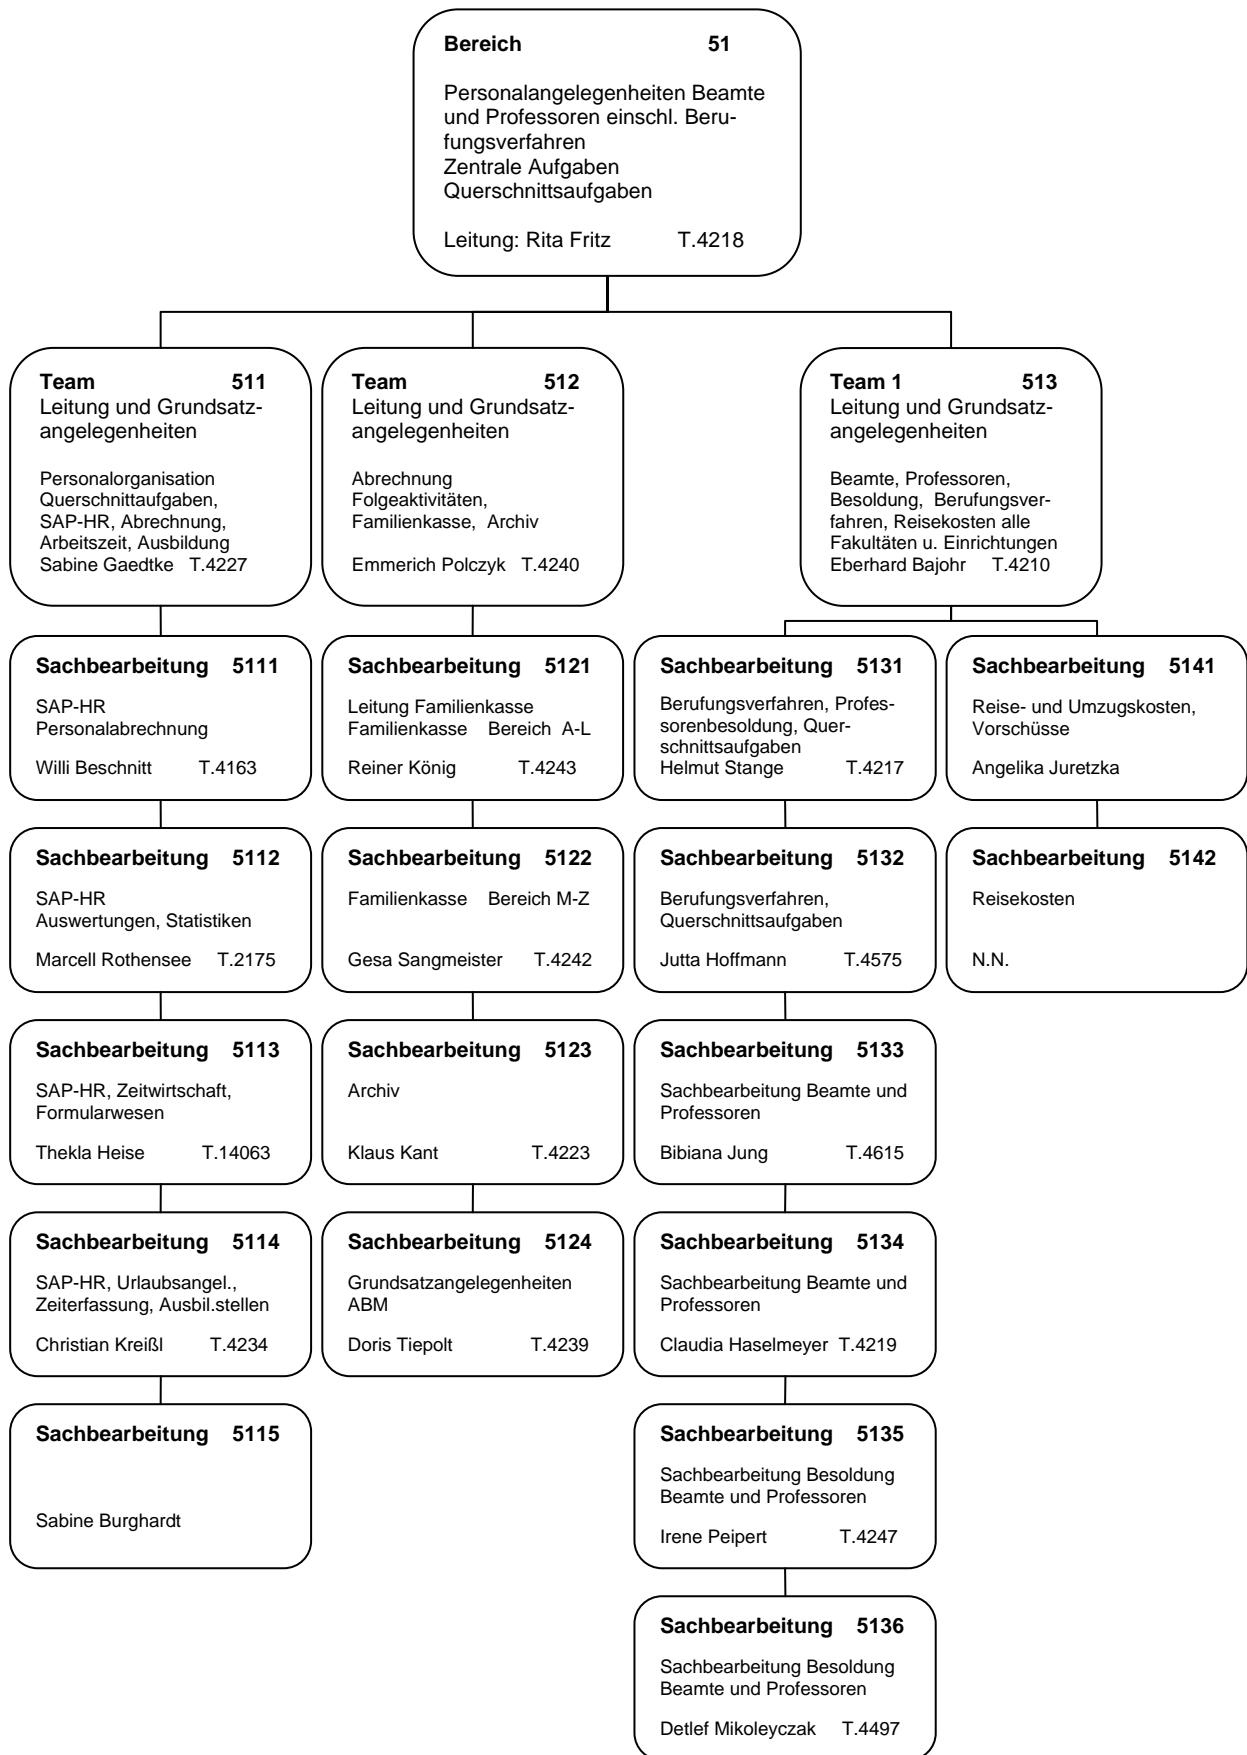 Bereich 51
Personalangelegenheiten Beamte
und Professoren einschl. Beru-
fungsverfahren
Zentrale Aufgaben
Querschnittsaufgaben
Leitung: Rita Fritz T.4218
Team 511
Leitung und Grundsatz-
angelegenheiten
Personalorganisation
Querschnittaufgaben,
SAP-HR, Abrechnung,
Arbeitszeit, Ausbildung
Sabine Gaedtke T.4227
Team 512
Leitung und Grundsatz-
angelegenheiten
Abrechnung
Folgeaktivitäten,
Familienkasse, Archiv
Emmerich Polczyk T.4240
Team 1 513
Leitung und Grundsatz-
angelegenheiten
Beamte, Professoren,
Besoldung, Berufungsver-
fahren, Reisekosten alle
Fakultäten u. Einrichtungen
Eberhard Bajohr T.4210
Sachbearbeitung 5111
SAP-HR
Personalabrechnung
Willi Beschnitt T.4163
Sachbearbeitung 5121
Leitung Familienkasse
Familienkasse Bereich A-L
Reiner König T.4243
Sachbearbeitung 5131
Berufungsverfahren, Profes-
sorenbesoldung, Quer-
schnittsaufgaben
Helmut Stange T.4217
Sachbearbeitung 5141
Reise- und Umzugskosten,
Vorschüsse
Angelika Juretzka
Sachbearbeitung 5112
SAP-HR
Auswertungen, Statistiken
Marcell Rothensee T.2175
Sachbearbeitung 5122
Familienkasse Bereich M-Z
Gesa Sangmeister T.4242
Sachbearbeitung 5132
Berufungsverfahren,
Querschnittsaufgaben
Jutta Hoffmann T.4575
Sachbearbeitung 5142
Reisekosten
N.N.
Sachbearbeitung 5113
SAP-HR, Zeitwirtschaft,
Formularwesen
Thekla Heise T.14063
Sachbearbeitung 5123
Archiv
Klaus Kant T.4223
Sachbearbeitung 5133
Sachbearbeitung Beamte und
Professoren
Bibiana Jung T.4615
Sachbearbeitung 5114
SAP-HR, Urlaubsangel.,
Zeiterfassung, Ausbil.stellen
Christian Kreißl T.4234
Sachbearbeitung 5124
Grundsatzangelegenheiten
ABM
Doris Tiepolt T.4239
Sachbearbeitung 5134
Sachbearbeitung Beamte und
Professoren
Claudia Haselmeyer T.4219
Sachbearbeitung 5115
Sabine Burghardt
Sachbearbeitung 5135
Sachbearbeitung Besoldung
Beamte und Professoren
Irene Peipert T.4247
Sachbearbeitung 5136
Sachbearbeitung Besoldung
Beamte und Professoren
Detlef Mikoleyczak T.4497